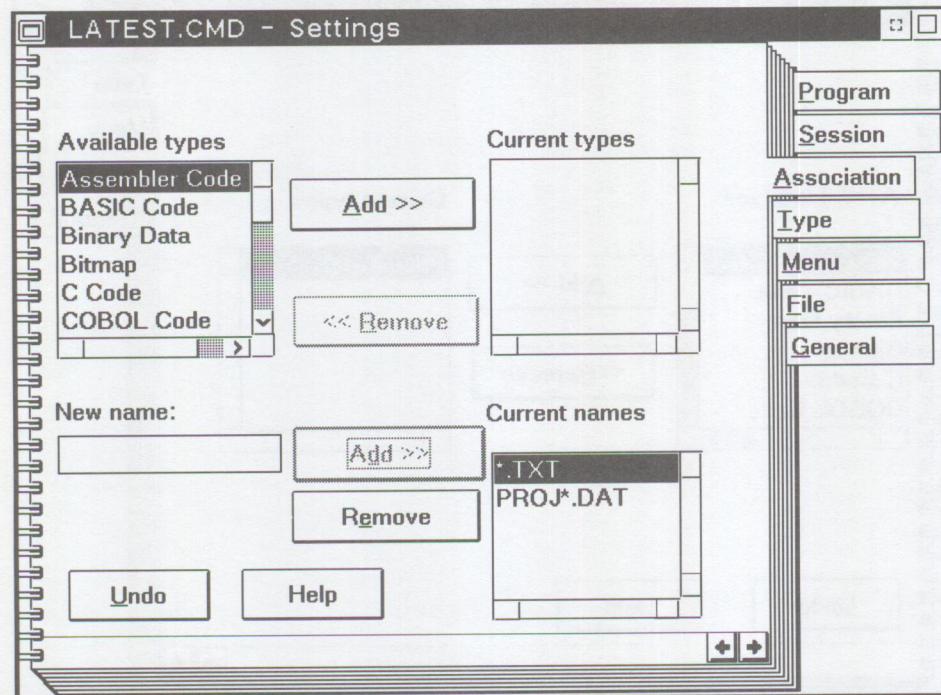 LATEST.CMD - Settings
Program
Session
Association
Type
Menu
File
General
Available types
Assembler Code
BASIC Code
Binary Data
Bitmap
C Code
COBOL Code
Add >>
<< Remove
Current types
New name:
Add >>
Remove
Current names
*.TXT
PROJ*.DAT
Undo
Help